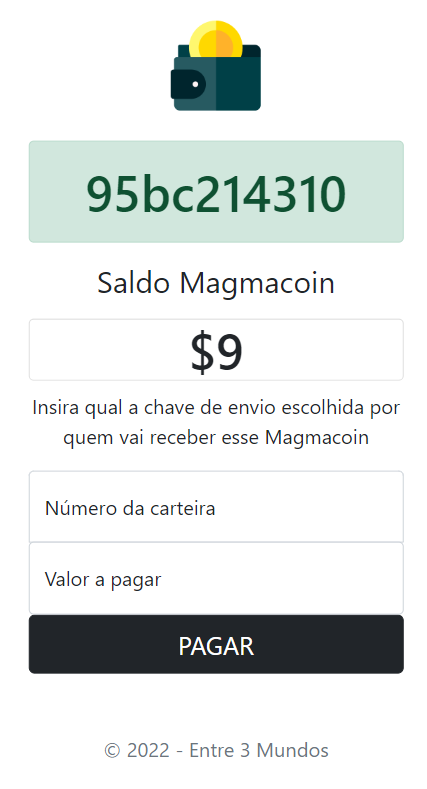 95bc214310
Saldo Magmacoin
$9
Insira qual a chave de envio escolhida por
quem vai receber esse Magmacoin
Número da carteira
Valor a pagar
PAGAR
© 2022 - Entre 3 Mundos